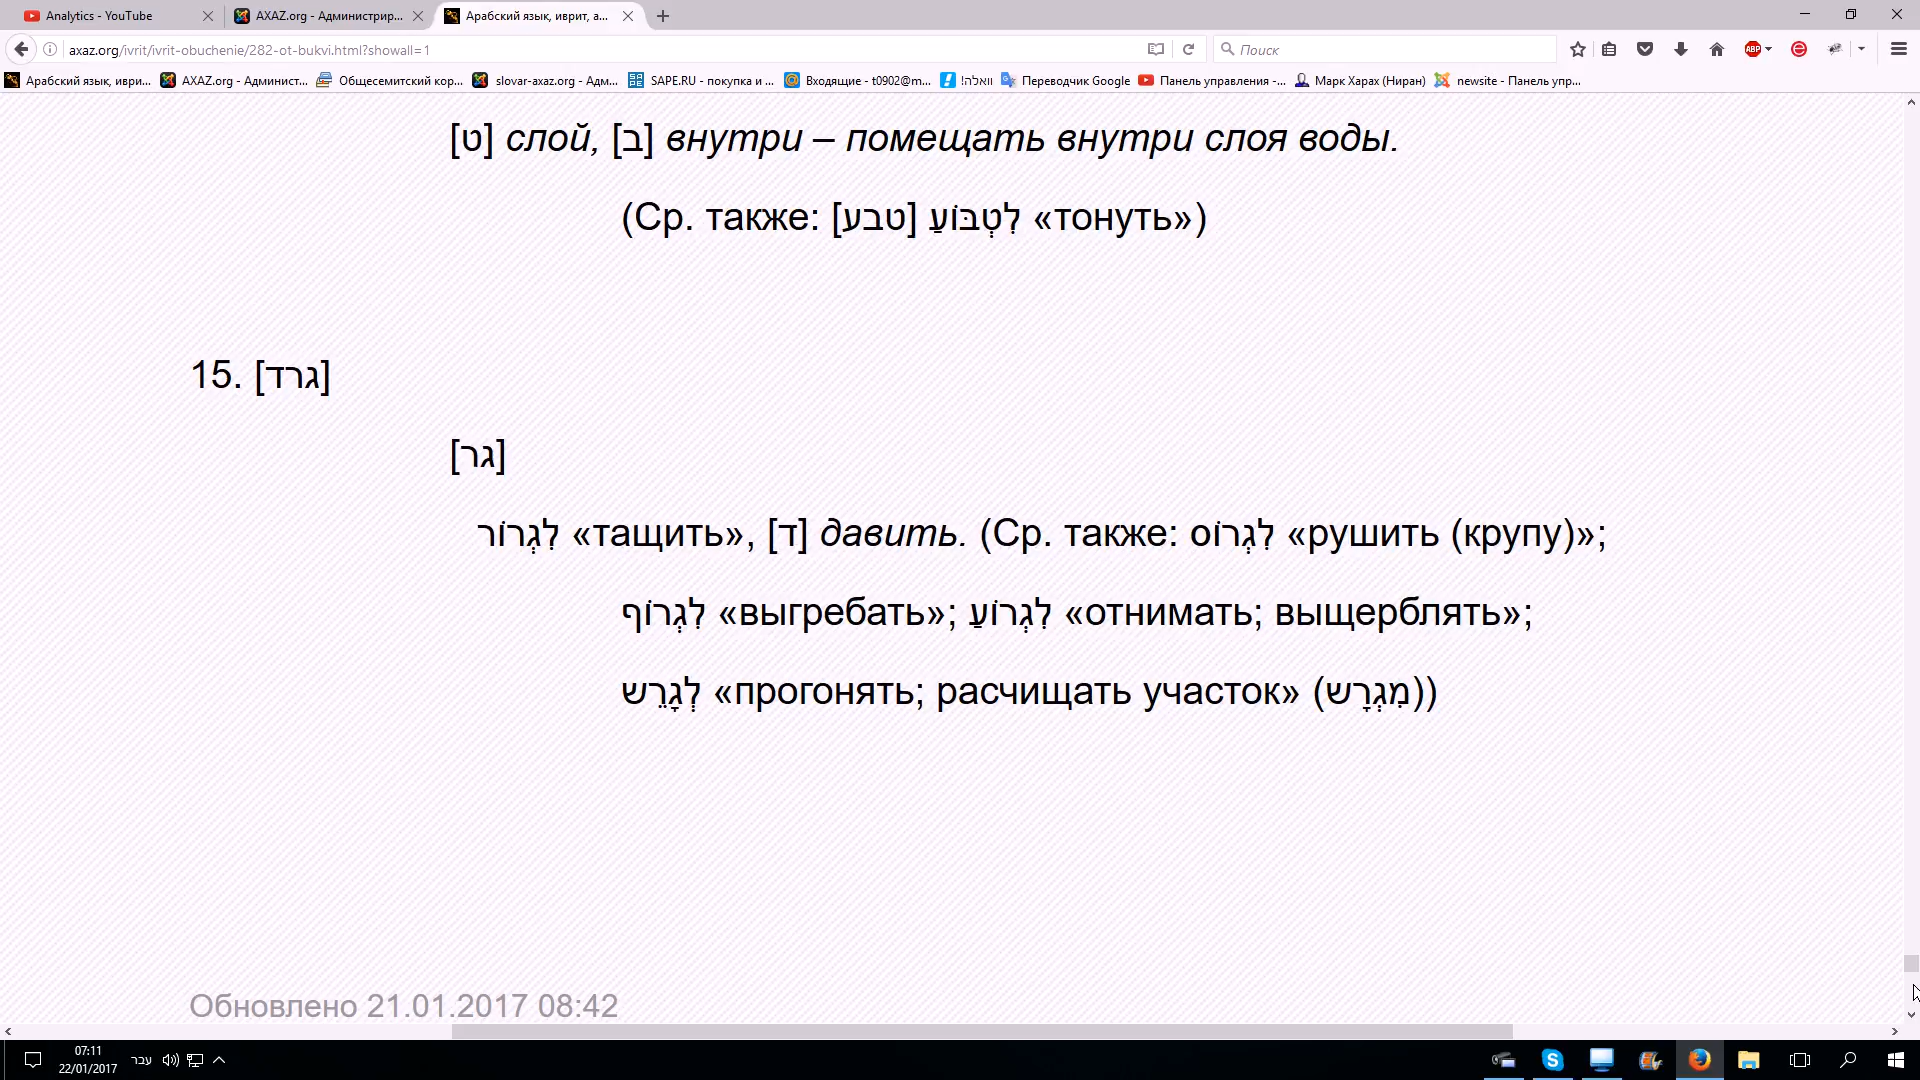 Analytics - YouTube
AXAZ.org - Администрир...
Арабский язык, иврит, а...
axaz.org/ivrit/ivrit-obuchenie/282-ot-bukvi.html?showall=1
Поиск
ABP
Арабский язык, иври...
AXAZ.org - Админист...
Общесемитский кор...
slovar-axaz.org - Адм...
SAPE.RU - покупка и ...
Входящие - t0902@m...
וואלה!
Переводчик Google
Панель управления -...
Марк Харах (Ниран)
newsite - Панель упр...
[ט] слой, [ב] внутри – помещать внутри слоя воды.
(Ср. также: [טבע] לִטְבּוֹעַ «тонуть»)
15. [גרד]
[גר]
לִגְרוֹר «тащить», [ד] давить. (Ср. также: לִגְרוֹס «рушить (крупу)»;
לִגְרוֹף «выгребать»; לִגְרוֹעַ «отнимать; выщерблять»;
לְגָרֵש «прогонять; расчищать участок» (מִגְרָש))
Обновлено 21.01.2017 08:42
07:11
22/01/2017
עבר